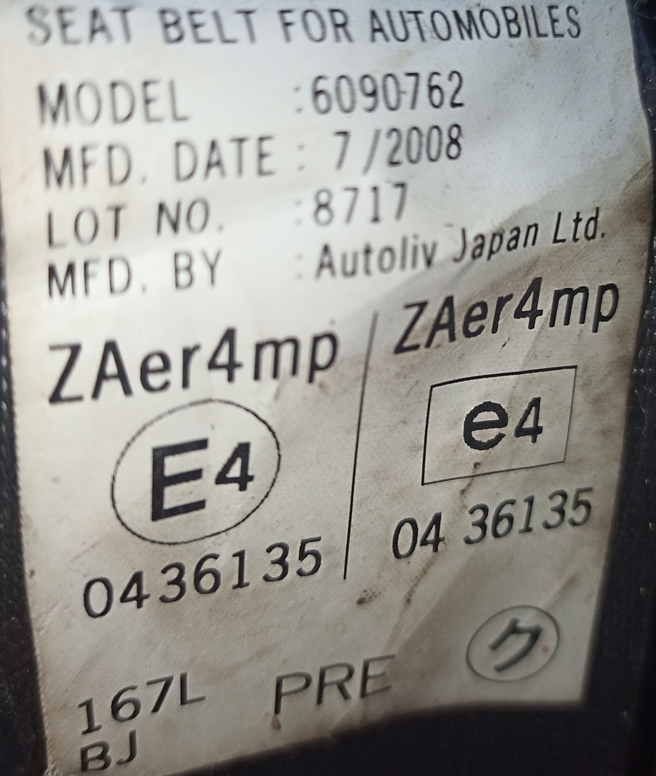 SEAT BELT FOR AUTOMOBILES
MODEL :6090762
MFD. DATE : 7/2008
LOT NO. :8717
MFD. BY : Autoliv Japan Ltd.
ZAer4mp ZAer4mp
E4 e4
0436135 04 36135
167L PRE ク
BJ